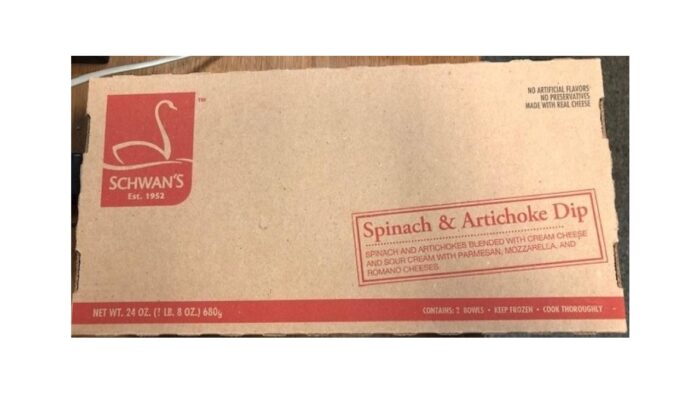 SCHWAN'S
Est. 1952
™
NO ARTIFICIAL FLAVORS
NO PRESERVATIVES
MADE WITH REAL CHEESE
Spinach & Artichoke Dip
SPINACH AND ARTICHOKES BLENDED WITH CREAM CHEESE
AND SOUR CREAM WITH PARMESAN, MOZZARELLA, AND
ROMANO CHEESES
NET WT. 24 OZ. (1 LB. 8 OZ.) 680g
CONTAINS: 2 BOWLS • KEEP FROZEN • COOK THOROUGHLY